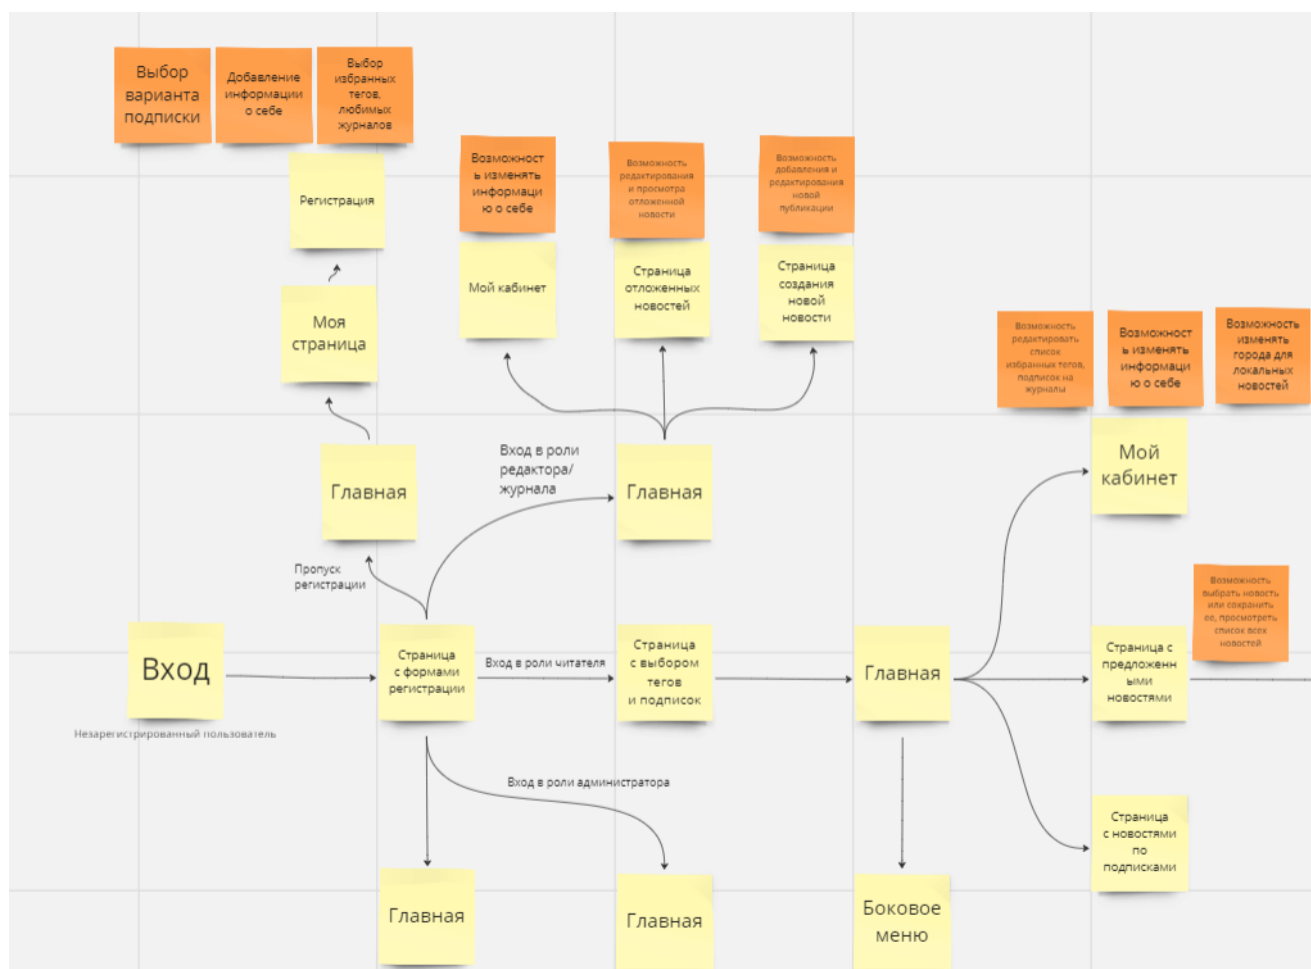 Выбор
варианта
подписки
Добавление
информации
о себе
Выбор
избранных
тегов,
любимых
журналов
Регистрация
Моя
страница
Главная
Пропуск
регистрации
Возможност
ь изменять
информаци
ю о себе
Мой кабинет
Возможность
редактирования
и просмотра
отложенной
новости
Страница
отложенных
новостей
Возможность
добавления и
редактирования
новой
публикации
Страница
создания
новой
новости
Вход в роли
редактора/
журнала
Главная
Возможность
редактировать
список
избранных тегов,
подписок на
журналы
Возможност
ь изменять
информаци
ю о себе
Возможность
изменять
города для
локальных
новостей
Мой
кабинет
Вход
Незарегистрированный пользователь
Страница
с формами
регистрации
Вход в роли читателя
Страница
с выбором
тегов
и подписок
Главная
Возможность
выбрать новость
или сохранить
ее, просмотреть
список всех
новостей
Страница с
предложенн
ыми
новостями
Вход в роли администратора
Страница
с новостями
по
подписками
Главная
Главная
Боковое
меню